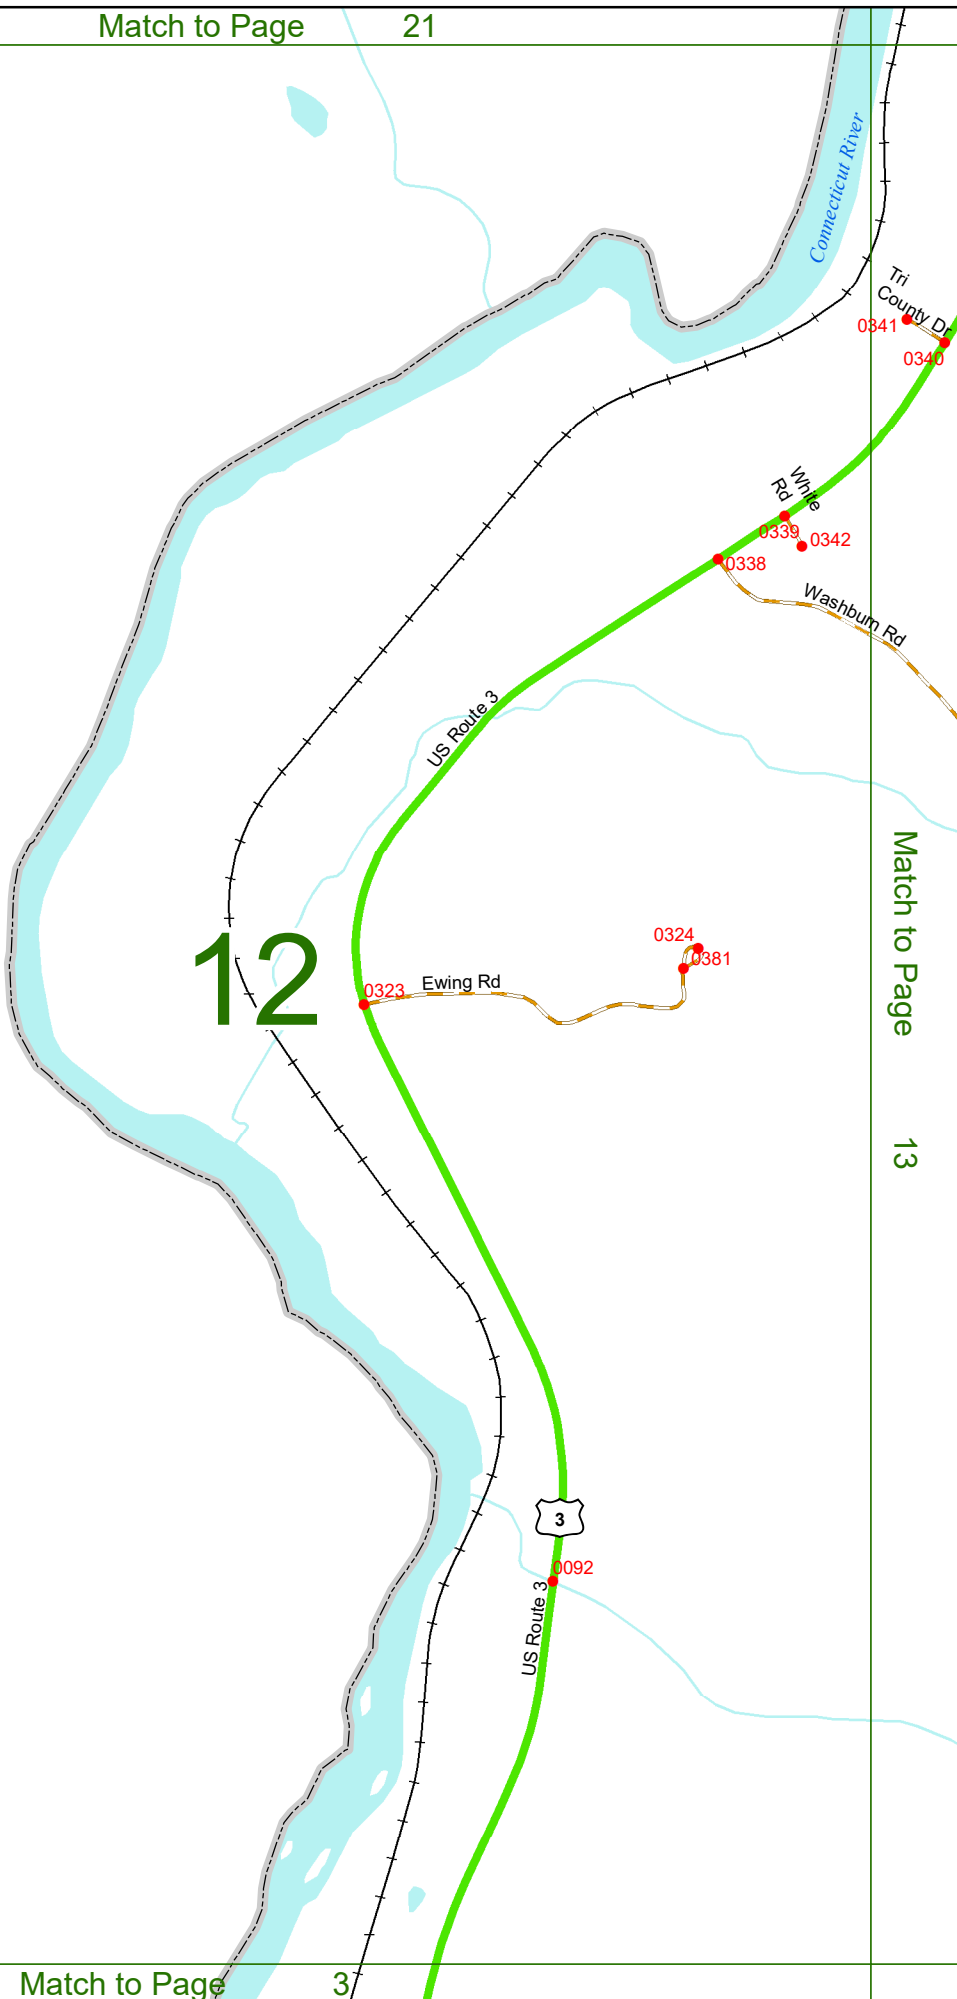 Match to Page 21
Connecticut River
Tri
County Dr
0341
0340
White
Rd
0339
0342
0338
Washburn Rd
US Route 3
Match to Page 13
12
0324
0381
0323
Ewing Rd
3
0092
US Route 3
Match to Page 3